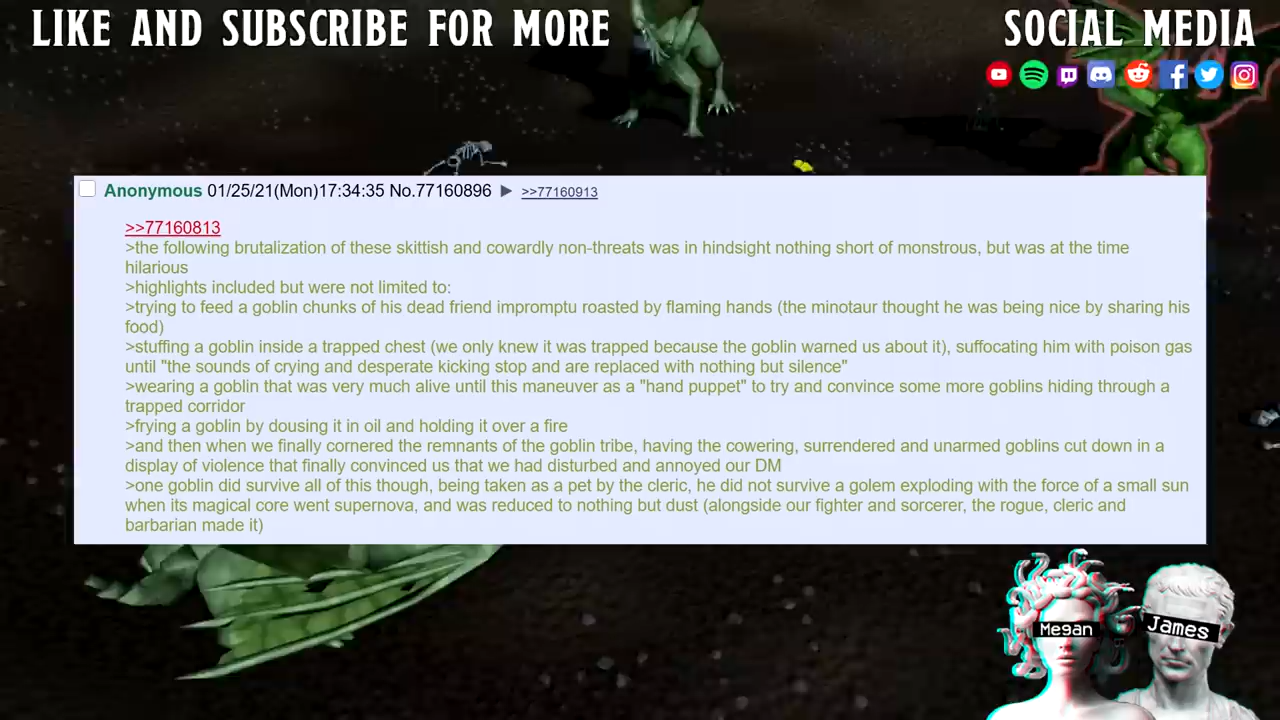 LIKE AND SUBSCRIBE FOR MORE
SOCIAL MEDIA
Anonymous 01/25/21(Mon)17:34:35 No.77160896 ▶ >>77160913
>>77160813
>the following brutalization of these skittish and cowardly non-threats was in hindsight nothing short of monstrous, but was at the time
hilarious
>highlights included but were not limited to:
>trying to feed a goblin chunks of his dead friend impromptu roasted by flaming hands (the minotaur thought he was being nice by sharing his
food)
>stuffing a goblin inside a trapped chest (we only knew it was trapped because the goblin warned us about it), suffocating him with poison gas
until "the sounds of crying and desperate kicking stop and are replaced with nothing but silence"
>wearing a goblin that was very much alive until this maneuver as a "hand puppet" to try and convince some more goblins hiding through a
trapped corridor
>frying a goblin by dousing it in oil and holding it over a fire
>and then when we finally cornered the remnants of the goblin tribe, having the cowering, surrendered and unarmed goblins cut down in a
display of violence that finally convinced us that we had disturbed and annoyed our DM
>one goblin did survive all of this though, being taken as a pet by the cleric, he did not survive a golem exploding with the force of a small sun
when its magical core went supernova, and was reduced to nothing but dust (alongside our fighter and sorcerer, the rogue, cleric and
barbarian made it)
Megan
James